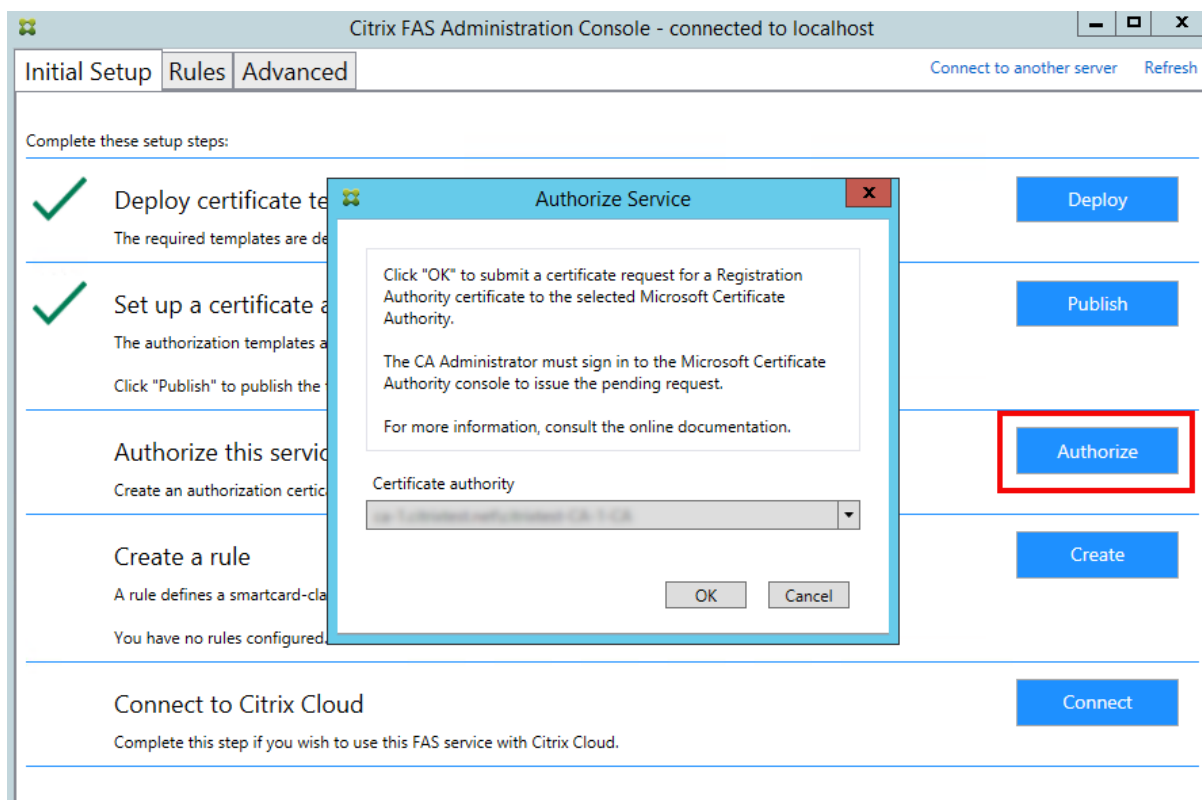 Citrix FAS Administration Console - connected to localhost
Initial Setup Rules Advanced
Connect to another server Refresh
Complete these setup steps:
Deploy certificate te
The required templates are de
Deploy
Set up a certificate a
The authorization templates a
Click "Publish" to publish the
Publish
Authorize this servic
Create an authorization certic
Authorize
Create a rule
A rule defines a smartcard-cla
You have no rules configured.
Create
Connect to Citrix Cloud
Complete this step if you wish to use this FAS service with Citrix Cloud.
Connect
Authorize Service
Click "OK" to submit a certificate request for a Registration
Authority certificate to the selected Microsoft Certificate
Authority.
The CA Administrator must sign in to the Microsoft Certificate
Authority console to issue the pending request.
For more information, consult the online documentation.
Certificate authority
OK Cancel